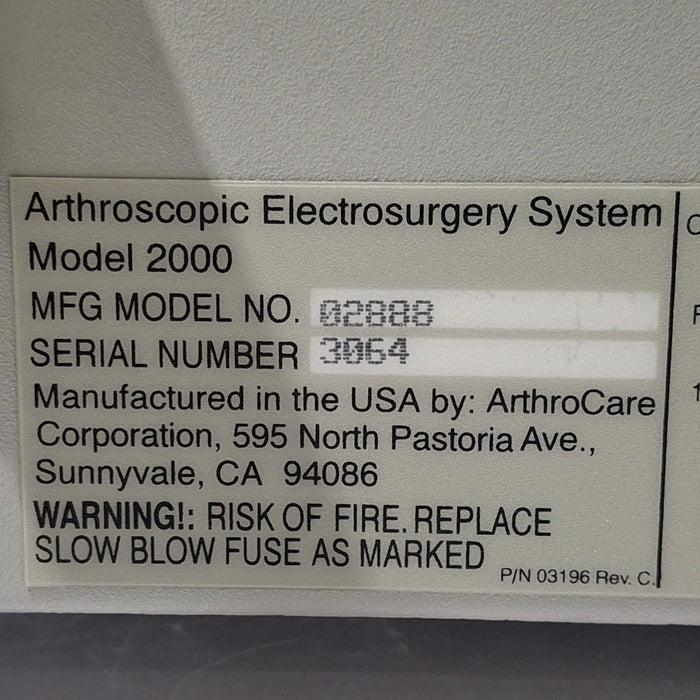 Arthroscopic Electrosurgery System
Model 2000
MFG MODEL NO. 02888
SERIAL NUMBER 3064
Manufactured in the USA by: ArthroCare
Corporation, 595 North Pastoria Ave.,
Sunnyvale, CA 94086
WARNING!: RISK OF FIRE. REPLACE
SLOW BLOW FUSE AS MARKED
P/N 03196 Rev. C.